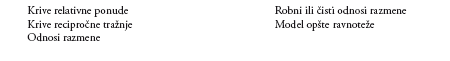 Krive relativne ponude
Krive recipročne tražnje
Odnosi razmene
Robni ili čisti odnosi razmene
Model opšte ravnoteže